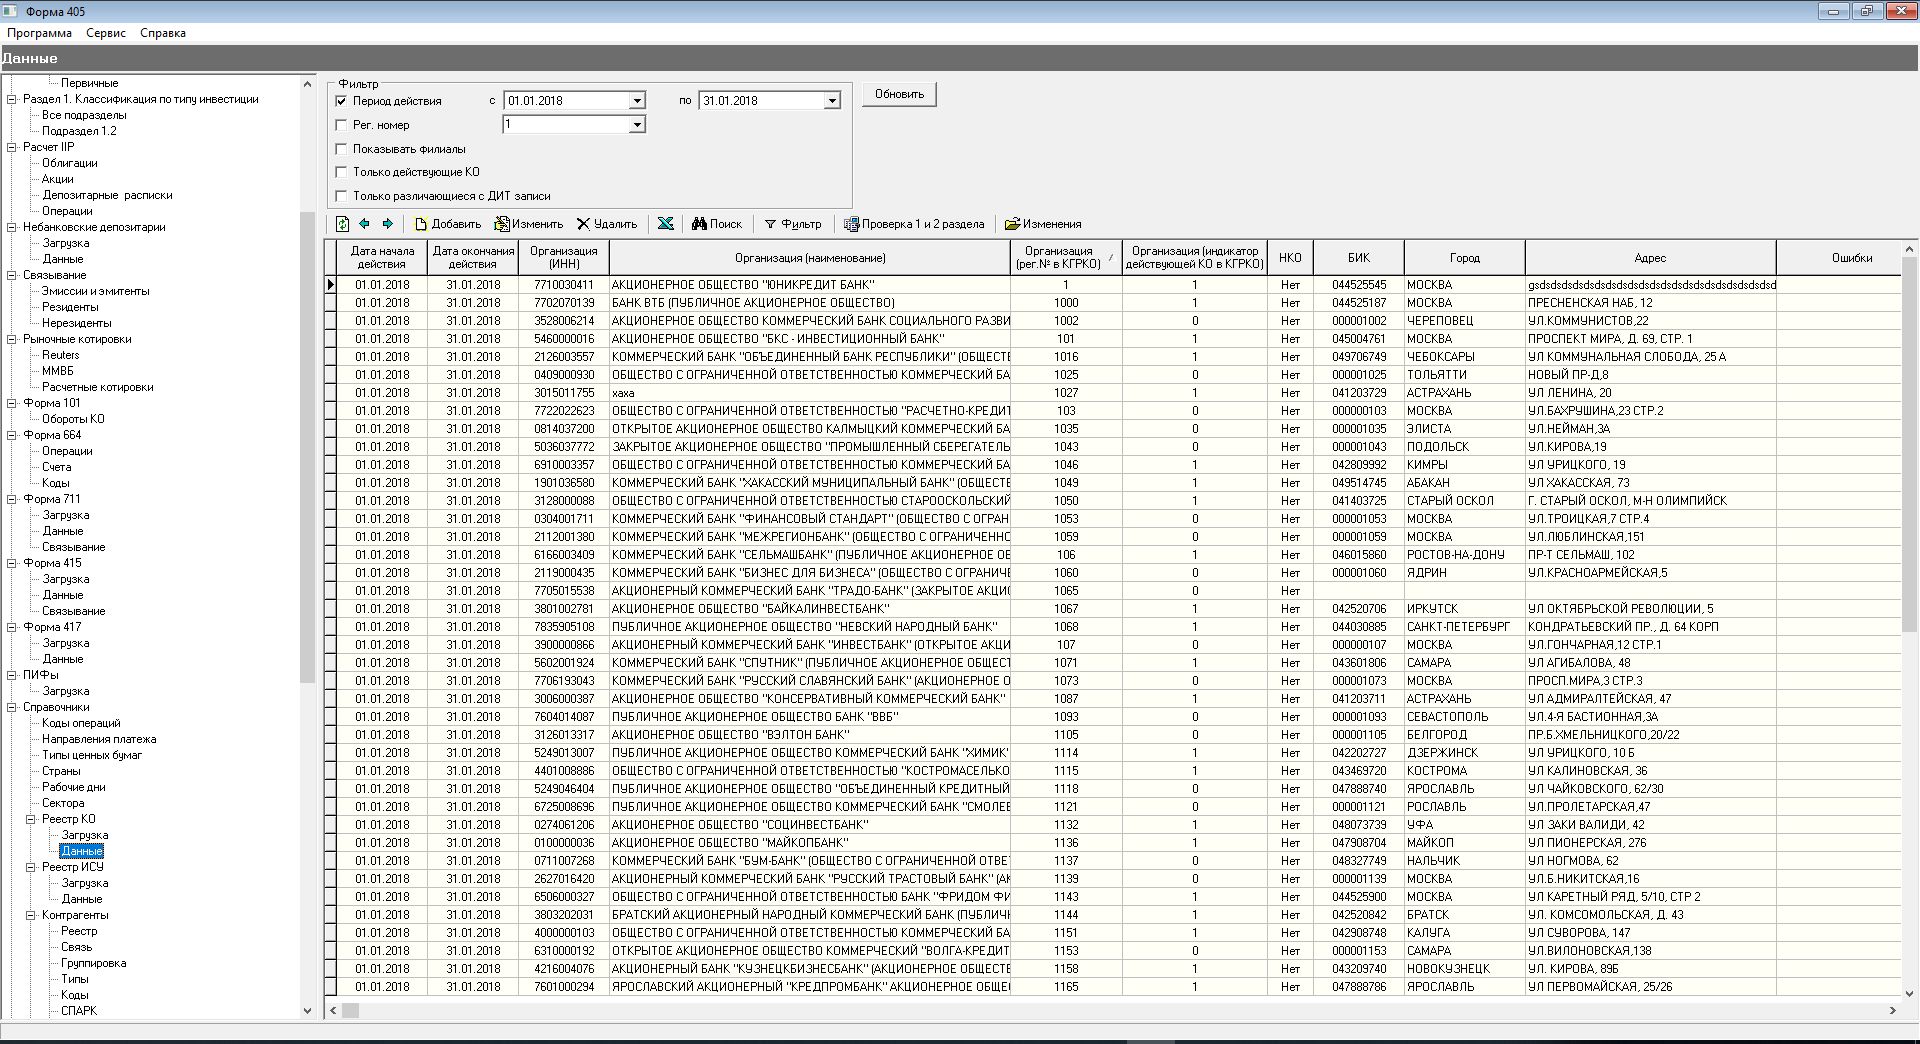 Форма 405
Программа Сервис Справка
Данные
Первичные
Раздел 1. Классификация по типу инвестиции
Все подразделы
Подраздел 1.2
Расчет IIP
Облигации
Акции
Депозитарные расписки
Операции
Небанковские депозитарии
Загрузка
Данные
Связывание
Эмиссии и эмитенты
Резиденты
Нерезиденты
Рыночные котировки
Reuters
ММВБ
Расчетные котировки
Форма 101
Обороты КО
Форма 664
Операции
Счета
Коды
Форма 711
Загрузка
Данные
Связывание
Форма 415
Загрузка
Данные
Связывание
Форма 417
Загрузка
Данные
ПИФы
Загрузка
Справочники
Коды операций
Направления платежа
Типы ценных бумаг
Страны
Рабочие дни
Сектора
Реестр КО
Загрузка
Данные
Реестр ИСУ
Загрузка
Данные
Контрагенты
Реестр
Связь
Группировка
Типы
Коды
СПАРК
Фильтр
Период действия с 01.01.2018 по 31.01.2018 Обновить
Рег. номер 1
Показывать филиалы
Только действующие КО
Только различающиеся с ДИТ записи
Добавить Изменить Удалить Поиск Фильтр Проверка 1 и 2 раздела Изменения
Дата начала действия Дата окончания действия Организация (ИНН) Организация (наименование) Организация (рег.№ в КГРКО) Организация (индикатор действующей КО в КГРКО) НКО БИК Город Адрес Ошибки
01.01.2018 31.01.2018 7710030411 АКЦИОНЕРНОЕ ОБЩЕСТВО "ЮНИКРЕДИТ БАНК" 1 1 Нет 044525545 МОСКВА
01.01.2018 31.01.2018 7702070139 БАНК ВТБ (ПУБЛИЧНОЕ АКЦИОНЕРНОЕ ОБЩЕСТВО) 1000 1 Нет 044525187 МОСКВА ПРЕСНЕНСКАЯ НАБ, 12
01.01.2018 31.01.2018 3528006214 АКЦИОНЕРНОЕ ОБЩЕСТВО КОММЕРЧЕСКИЙ БАНК СОЦИАЛЬНОГО РАЗВИ 1002 0 Нет 000001002 ЧЕРЕПОВЕЦ УЛ.КОММУНИСТОВ,22
01.01.2018 31.01.2018 5460000016 АКЦИОНЕРНОЕ ОБЩЕСТВО "БКС - ИНВЕСТИЦИОННЫЙ БАНК" 101 1 Нет 045004761 МОСКВА ПРОСПЕКТ МИРА, Д. 69, СТР. 1
01.01.2018 31.01.2018 2126003557 КОММЕРЧЕСКИЙ БАНК "ОБЪЕДИНЕННЫЙ БАНК РЕСПУБЛИКИ" (ОБЩЕСТЕ 1016 1 Нет 049706749 ЧЕБОКСАРЫ УЛ КОММУНАЛЬНАЯ СЛОБОДА, 25 А
01.01.2018 31.01.2018 0409000930 ОБЩЕСТВО С ОГРАНИЧЕННОЙ ОТВЕТСТВЕННОСТЬЮ КОММЕРЧЕСКИЙ БА 1025 0 Нет 000001025 ТОЛЬЯТТИ НОВЫЙ ПР-Д,8
01.01.2018 31.01.2018 3015011755 хаха 1027 1 Нет 041203729 АСТРАХАНЬ УЛ ЛЕНИНА, 20
01.01.2018 31.01.2018 7722022623 ОБЩЕСТВО С ОГРАНИЧЕННОЙ ОТВЕТСТВЕННОСТЬЮ "РАСЧЕТНО-КРЕДИТ 103 0 Нет 000000103 МОСКВА УЛ.БАХРУШИНА,23 СТР.2
01.01.2018 31.01.2018 0814037200 ОТКРЫТОЕ АКЦИОНЕРНОЕ ОБЩЕСТВО КАЛМЫЦКИЙ КОММЕРЧЕСКИЙ БА 1035 0 Нет 000001035 ЭЛИСТА УЛ.НЕЙМАН,3А
01.01.2018 31.01.2018 5036037772 ЗАКРЫТОЕ АКЦИОНЕРНОЕ ОБЩЕСТВО "ПРОМЫШЛЕННЫЙ СБЕРЕГАТЕЛЬ 1043 0 Нет 000001043 ПОДОЛЬСК УЛ.КИРОВА,19
01.01.2018 31.01.2018 6910003357 ОБЩЕСТВО С ОГРАНИЧЕННОЙ ОТВЕТСТВЕННОСТЬЮ КОММЕРЧЕСКИЙ БА 1046 1 Нет 042809992 КИМРЫ УЛ УРИЦКОГО, 19
01.01.2018 31.01.2018 1901036580 КОММЕРЧЕСКИЙ БАНК "ХАКАССКИЙ МУНИЦИПАЛЬНЫЙ БАНК" (ОБЩЕСТЕ 1049 1 Нет 049514745 АБАКАН УЛ ХАКАССКАЯ, 73
01.01.2018 31.01.2018 3128000088 ОБЩЕСТВО С ОГРАНИЧЕННОЙ ОТВЕТСТВЕННОСТЬЮ СТАРООСКОЛЬСКИЙ 1050 1 Нет 041403725 СТАРЫЙ ОСКОЛ Г. СТАРЫЙ ОСКОЛ, М-Н ОЛИМПИЙСК
01.01.2018 31.01.2018 0304001711 КОММЕРЧЕСКИЙ БАНК "ФИНАНСОВЫЙ СТАНДАРТ" (ОБЩЕСТВО С ОГРАН 1053 0 Нет 000001053 МОСКВА УЛ.ТРОИЦКАЯ,7 СТР.4
01.01.2018 31.01.2018 2112001380 КОММЕРЧЕСКИЙ БАНК "МЕЖРЕГИОНБАНК" (ОБЩЕСТВО С ОГРАНИЧЕННО 1059 0 Нет 000001059 МОСКВА УЛ.ЛЮБЛИНСКАЯ,151
01.01.2018 31.01.2018 6166003409 КОММЕРЧЕСКИЙ БАНК "СЕЛЬМАШБАНК" (ПУБЛИЧНОЕ АКЦИОНЕРНОЕ ОБ 106 1 Нет 046015860 РОСТОВ-НА-ДОНУ ПР-Т СЕЛЬМАШ, 102
01.01.2018 31.01.2018 2119000435 КОММЕРЧЕСКИЙ БАНК "БИЗНЕС ДЛЯ БИЗНЕСА" (ОБЩЕСТВО С ОГРАНИЧЕ 1060 0 Нет 000001060 ЯДРИН УЛ.КРАСНОАРМЕЙСКАЯ,5
01.01.2018 31.01.2018 7705015538 АКЦИОНЕРНЫЙ КОММЕРЧЕСКИЙ БАНК "ТРАДО-БАНК" (ЗАКРЫТОЕ АКЦИО 1065 0 Нет
01.01.2018 31.01.2018 3801002781 АКЦИОНЕРНОЕ ОБЩЕСТВО "БАЙКАЛИНВЕСТБАНК" 1067 1 Нет 042520706 ИРКУТСК УЛ ОКТЯБРЬСКОЙ РЕВОЛЮЦИИ, 5
01.01.2018 31.01.2018 7835905108 ПУБЛИЧНОЕ АКЦИОНЕРНОЕ ОБЩЕСТВО "НЕВСКИЙ НАРОДНЫЙ БАНК" 1068 1 Нет 044030885 САНКТ-ПЕТЕРБУРГ КОНДРАТЬЕВСКИЙ ПР., Д. 64 КОРП
01.01.2018 31.01.2018 3900000866 АКЦИОНЕРНЫЙ КОММЕРЧЕСКИЙ БАНК "ИНВЕСТБАНК" (ОТКРЫТОЕ АКЦИ 107 0 Нет 000000107 МОСКВА УЛ.ГОНЧАРНАЯ,12 СТР.1
01.01.2018 31.01.2018 5602001924 КОММЕРЧЕСКИЙ БАНК "СПУТНИК" (ПУБЛИЧНОЕ АКЦИОНЕРНОЕ ОБЩЕСТ 1071 1 Нет 043601806 САМАРА УЛ АГИБАЛОВА, 48
01.01.2018 31.01.2018 7706193043 КОММЕРЧЕСКИЙ БАНК "РУССКИЙ СЛАВЯНСКИЙ БАНК" (АКЦИОНЕРНОЕ О 1073 0 Нет 000001073 МОСКВА ПРОСП.МИРА,3 СТР.3
01.01.2018 31.01.2018 3006000387 АКЦИОНЕРНОЕ ОБЩЕСТВО "КОНСЕРВАТИВНЫЙ КОММЕРЧЕСКИЙ БАНК" 1087 1 Нет 041203711 АСТРАХАНЬ УЛ АДМИРАЛТЕЙСКАЯ, 47
01.01.2018 31.01.2018 7604014087 ПУБЛИЧНОЕ АКЦИОНЕРНОЕ ОБЩЕСТВО БАНК "ВВБ" 1093 0 Нет 000001093 СЕВАСТОПОЛЬ УЛ.4-Я БАСТИОННАЯ,3А
01.01.2018 31.01.2018 3126013317 АКЦИОНЕРНОЕ ОБЩЕСТВО "ВЭЛТОН БАНК" 1105 0 Нет 000001105 БЕЛГОРОД ПР.Б.ХМЕЛЬНИЦКОГО,20/22
01.01.2018 31.01.2018 5249013007 ПУБЛИЧНОЕ АКЦИОНЕРНОЕ ОБЩЕСТВО КОММЕРЧЕСКИЙ БАНК "ХИМИК" 1114 1 Нет 042202727 ДЗЕРЖИНСК УЛ УРИЦКОГО, 10 Б
01.01.2018 31.01.2018 4401008886 ОБЩЕСТВО С ОГРАНИЧЕННОЙ ОТВЕТСТВЕННОСТЬЮ "КОСТРОМАСЕЛЬКО 1115 1 Нет 043469720 КОСТРОМА УЛ КАЛИНОВСКАЯ, 36
01.01.2018 31.01.2018 5249046404 ПУБЛИЧНОЕ АКЦИОНЕРНОЕ ОБЩЕСТВО "ОБЪЕДИНЕННЫЙ КРЕДИТНЫЙ 1118 0 Нет 047888740 ЯРОСЛАВЛЬ УЛ ЧАЙКОВСКОГО, 62/30
01.01.2018 31.01.2018 6725008696 ПУБЛИЧНОЕ АКЦИОНЕРНОЕ ОБЩЕСТВО КОММЕРЧЕСКИЙ БАНК "СМОЛЕЕ 1121 0 Нет 000001121 РОСЛАВЛЬ УЛ.ПРОЛЕТАРСКАЯ,47
01.01.2018 31.01.2018 0274061206 АКЦИОНЕРНОЕ ОБЩЕСТВО "СОЦИНВЕСТБАНК" 1132 1 Нет 048073739 УФА УЛ ЗАКИ ВАЛИДИ, 42
01.01.2018 31.01.2018 0100000036 АКЦИОНЕРНОЕ ОБЩЕСТВО "МАЙКОПБАНК" 1136 1 Нет 047908704 МАЙКОП УЛ ПИОНЕРСКАЯ, 276
01.01.2018 31.01.2018 0711007268 КОММЕРЧЕСКИЙ БАНК "БУМ-БАНК" (ОБЩЕСТВО С ОГРАНИЧЕННОЙ ОТВЕ 1137 0 Нет 048327749 НАЛЬЧИК УЛ НОГМОВА, 62
01.01.2018 31.01.2018 2627016420 АКЦИОНЕРНЫЙ КОММЕРЧЕСКИЙ БАНК "РУССКИЙ ТРАСТОВЫЙ БАНК" (АК 1139 0 Нет 000001139 МОСКВА УЛ.Б.НИКИТСКАЯ,16
01.01.2018 31.01.2018 6506000327 ОБЩЕСТВО С ОГРАНИЧЕННОЙ ОТВЕТСТВЕННОСТЬЮ БАНК "ФРИДОМ ФИ 1143 1 Нет 044525900 МОСКВА УЛ КАРЕТНЫЙ РЯД, 5/10, СТР 2
01.01.2018 31.01.2018 3803202031 БРАТСКИЙ АКЦИОНЕРНЫЙ НАРОДНЫЙ КОММЕРЧЕСКИЙ БАНК (ПУБЛИЧН 1144 1 Нет 042520842 БРАТСК УЛ. КОМСОМОЛЬСКАЯ, Д. 43
01.01.2018 31.01.2018 4000000103 ОБЩЕСТВО С ОГРАНИЧЕННОЙ ОТВЕТСТВЕННОСТЬЮ КОММЕРЧЕСКИЙ БА 1151 1 Нет 042908748 КАЛУГА УЛ СУВОРОВА, 147
01.01.2018 31.01.2018 6310000192 ОТКРЫТОЕ АКЦИОНЕРНОЕ ОБЩЕСТВО КОММЕРЧЕСКИЙ "ВОЛГА-КРЕДИТ 1153 0 Нет 000001153 САМАРА УЛ.ВИЛОНОВСКАЯ,138
01.01.2018 31.01.2018 4216004076 АКЦИОНЕРНЫЙ БАНК "КУЗНЕЦКБИЗНЕСБАНК" (АКЦИОНЕРНОЕ ОБЩЕСТЕ 1158 1 Нет 043209740 НОВОКУЗНЕЦК УЛ. КИРОВА, 89Б
01.01.2018 31.01.2018 7601000294 ЯРОСЛАВСКИЙ АКЦИОНЕРНЫЙ "КРЕДПРОМБАНК" АКЦИОНЕРНОЕ ОБЩЕС 1165 1 Нет 047888786 ЯРОСЛАВЛЬ УЛ ПЕРВОМАЙСКАЯ, 25/26